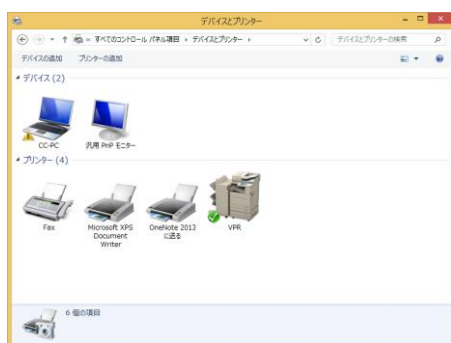 デバイスとプリンター
すべてのコントロール パネル項目
デバイスとプリンター
デバイスとプリンターの検索
デバイスの追加
プリンターの追加
デバイス (2)
CC-PC
汎用 PnP モニター
プリンター (4)
Fax
Microsoft XPS
Document
Writer
OneNote 2013
に送る
VPR
6 個の項目